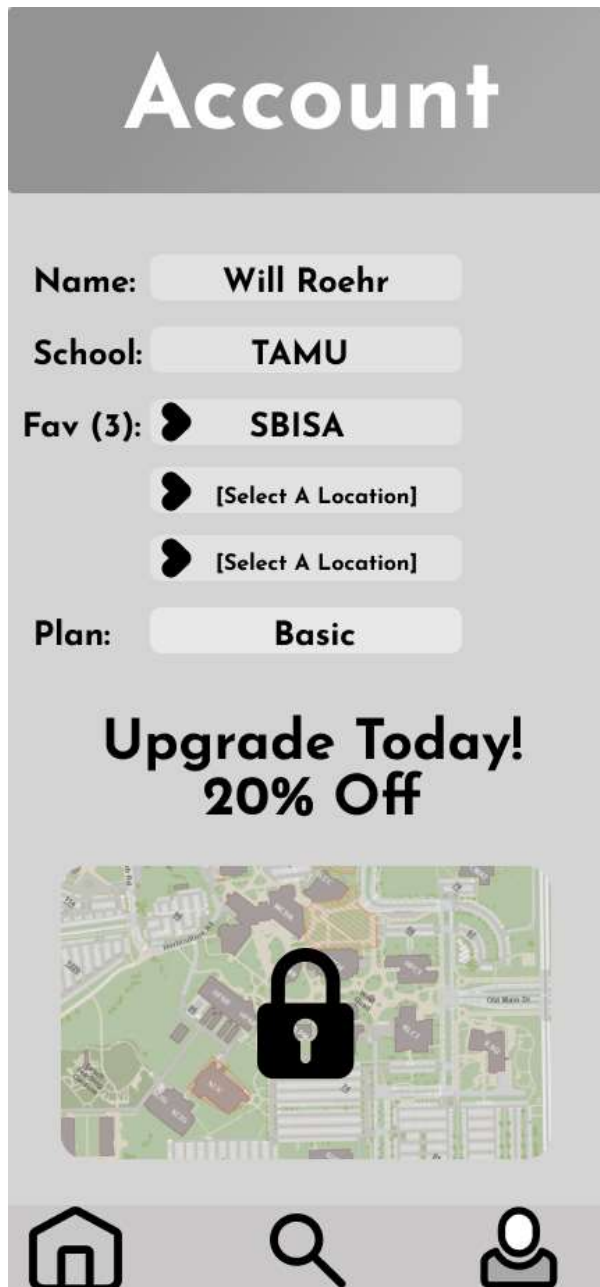 Account
Name: Will Roehr
School: TAMU
Fav (3): SBISA
[Select A Location]
[Select A Location]
Plan: Basic
Upgrade Today!
20% Off
Old Main Dr